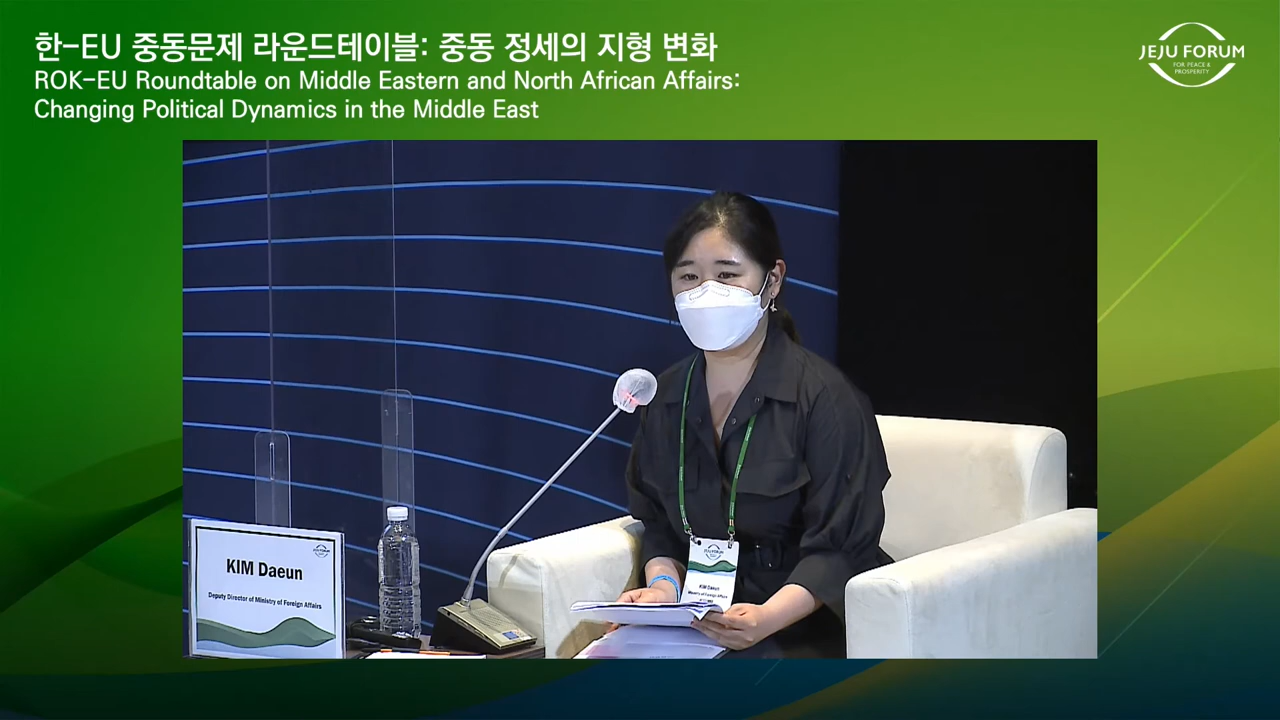 한-EU 중동문제 라운드테이블: 중동 정세의 지형 변화
ROK-EU Roundtable on Middle Eastern and North African Affairs:
Changing Political Dynamics in the Middle East
JEJU FORUM
FOR PEACE &
PROSPERITY
KIM Daeun
Deputy Director of Ministry of Foreign Affairs
JEJU FORUM
KIM Daeun
Ministry of Foreign Affairs